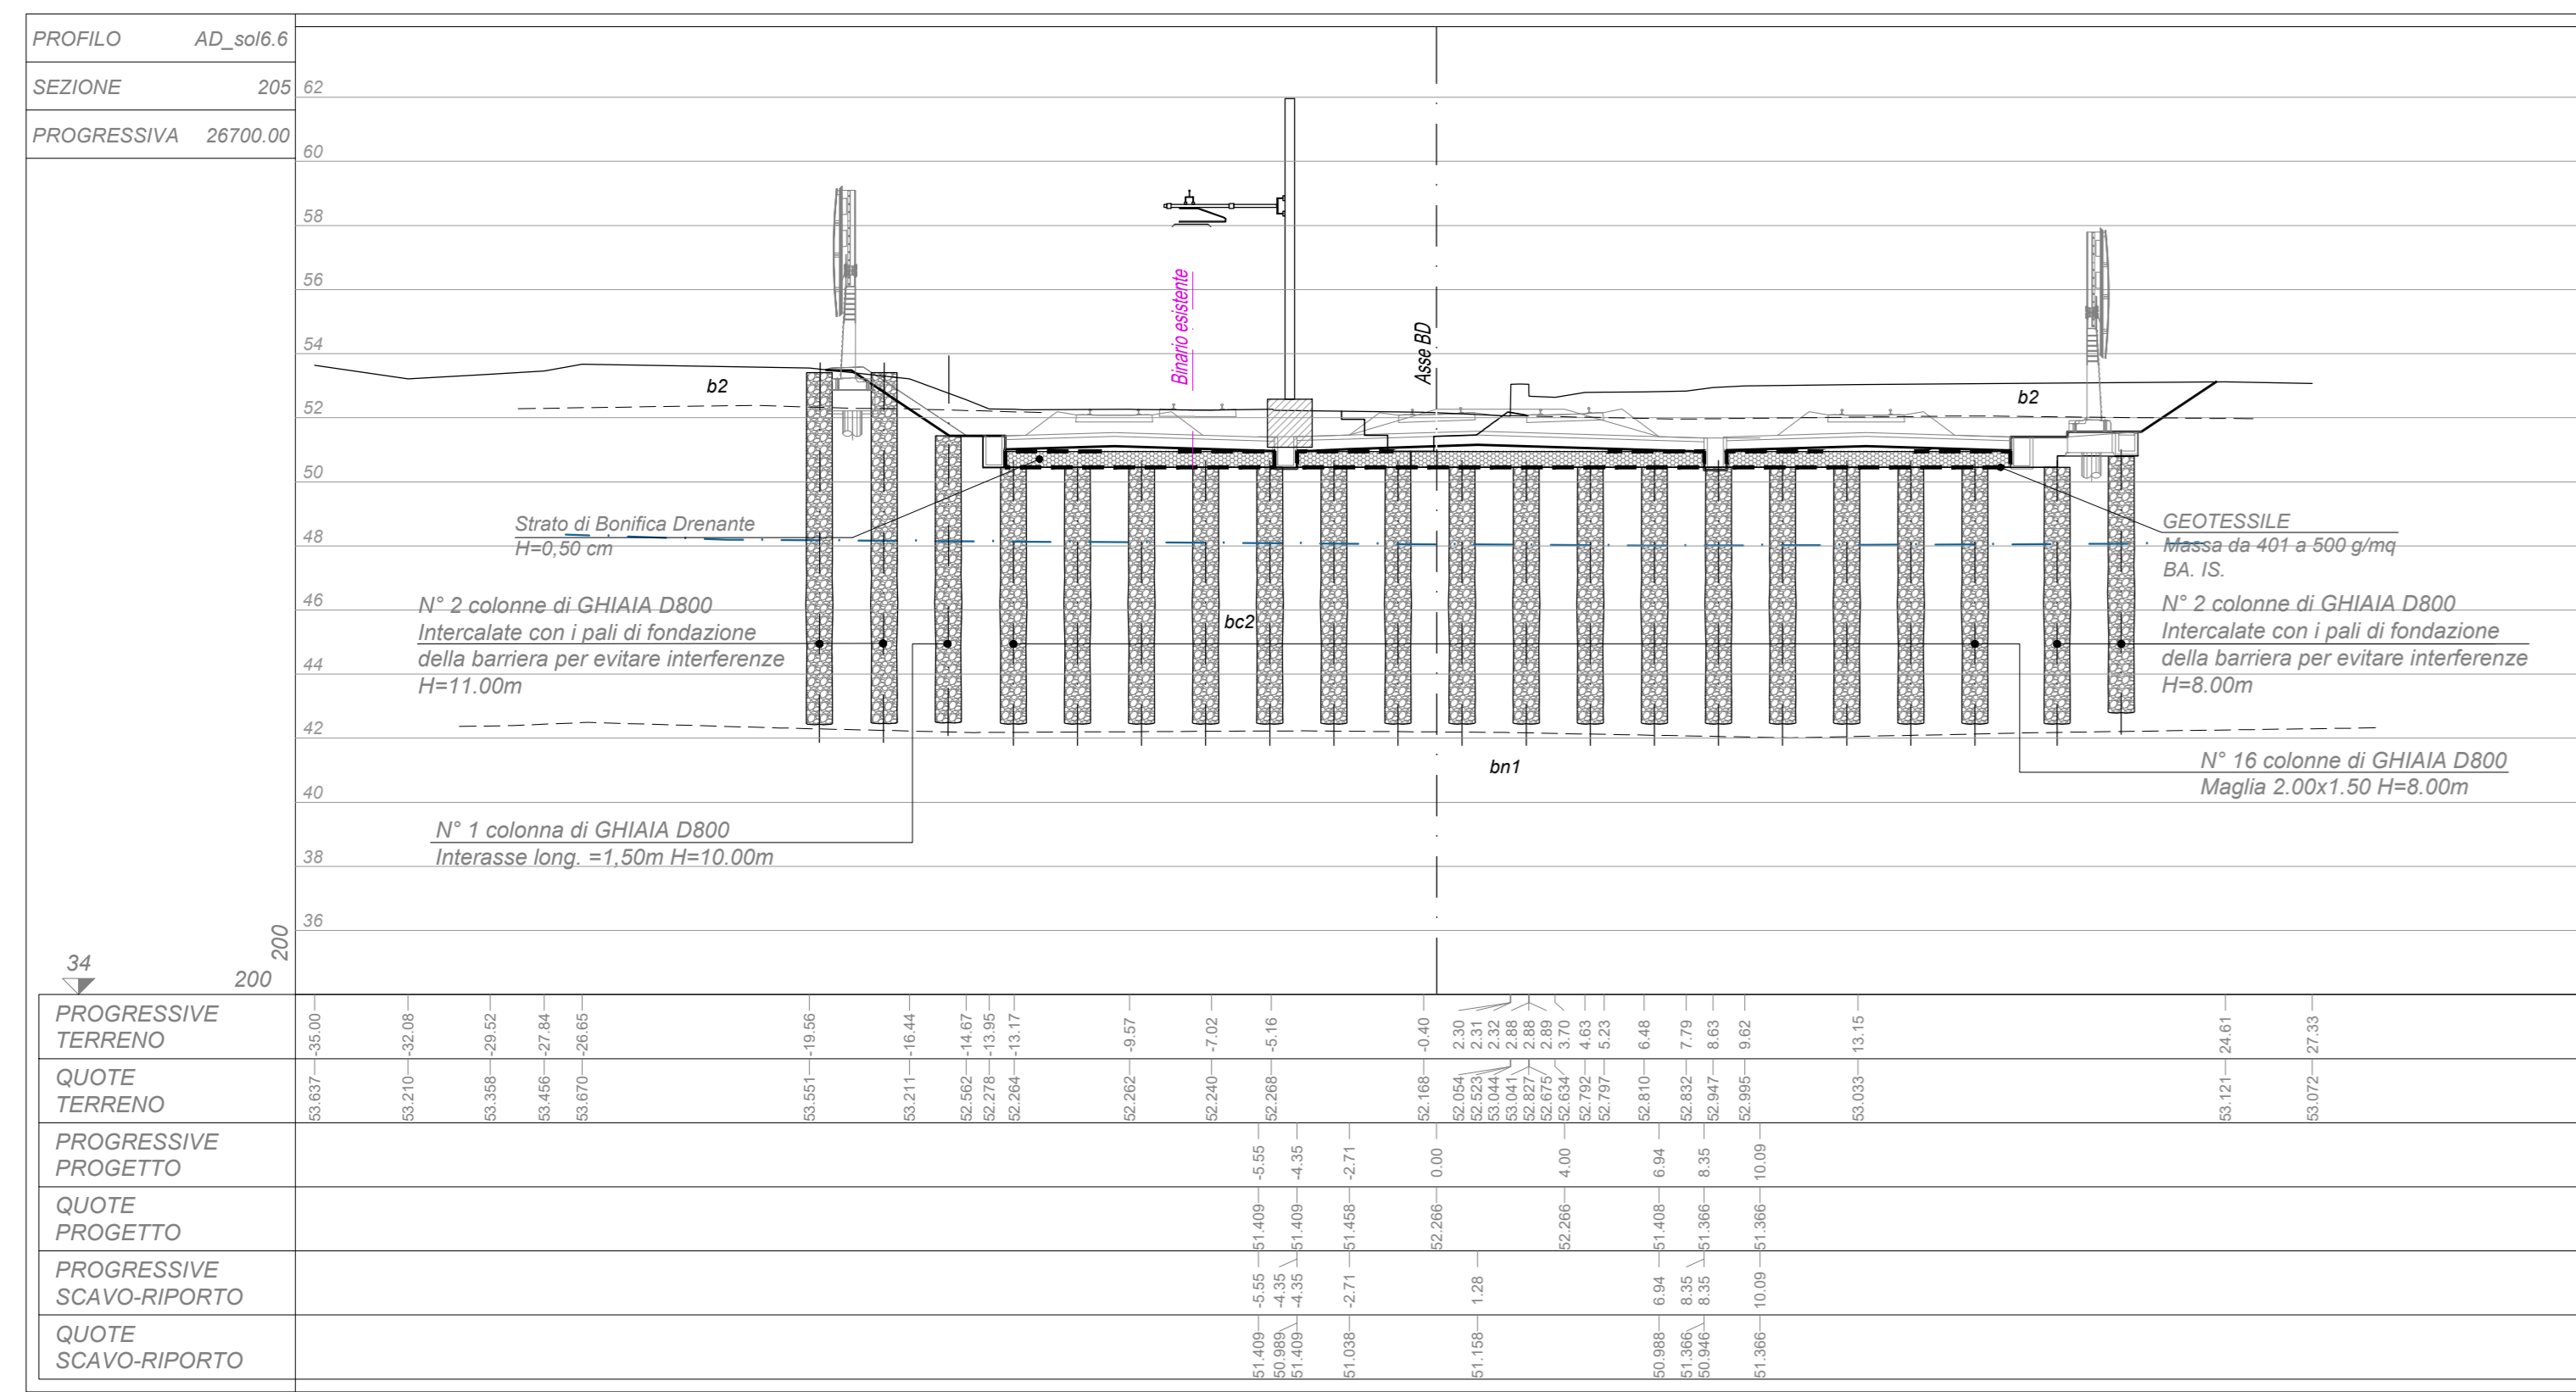 PROFILO AD_sol6.6
SEZIONE 205
PROGRESSIVA 26700.00
62
60
58
56
54
52
50
48
46
44
42
40
38
36
34
200
200
Binario esistente
Asse BD
b2
b2
bc2
bn1
Strato di Bonifica Drenante
H=0,50 cm
N° 2 colonne di GHIAIA D800
Intercalate con i pali di fondazione
della barriera per evitare interferenze
H=11.00m
N° 1 colonna di GHIAIA D800
Interasse long. =1,50m H=10.00m
GEOTESSILE
Massa da 401 a 500 g/mq
BA. IS.
N° 2 colonne di GHIAIA D800
Intercalate con i pali di fondazione
della barriera per evitare interferenze
H=8.00m
N° 16 colonne di GHIAIA D800
Maglia 2.00x1.50 H=8.00m
PROGRESSIVE
TERRENO
-35.00 -32.08 -29.52 -27.84 -26.65 -19.56 -16.44 -14.67 -13.95 -13.17 -9.57 -7.02 -5.16 -0.40 2.30 2.31 2.32 2.88 2.88 2.89 3.70 4.63 5.23 6.48 7.79 8.63 9.62 13.15 24.61 27.33
QUOTE
TERRENO
53.637 53.210 53.358 53.456 53.670 53.551 53.211 52.562 52.278 52.264 52.262 52.240 52.268 52.168 52.054 52.523 53.044 53.041 52.827 52.675 52.634 52.792 52.797 52.810 52.832 52.947 52.995 53.033 53.121 53.072
PROGRESSIVE
PROGETTO
-5.55 -4.35 -2.71 0.00 4.00 6.94 8.35 10.09
QUOTE
PROGETTO
51.409 51.409 51.458 52.266 52.266 51.408 51.366 51.366
PROGRESSIVE
SCAVO-RIPORTO
-5.55 -4.35 -4.35 -2.71 1.28 6.94 8.35 8.35 10.09
QUOTE
SCAVO-RIPORTO
51.409 50.989 51.409 51.038 51.158 50.988 51.366 50.946 51.366